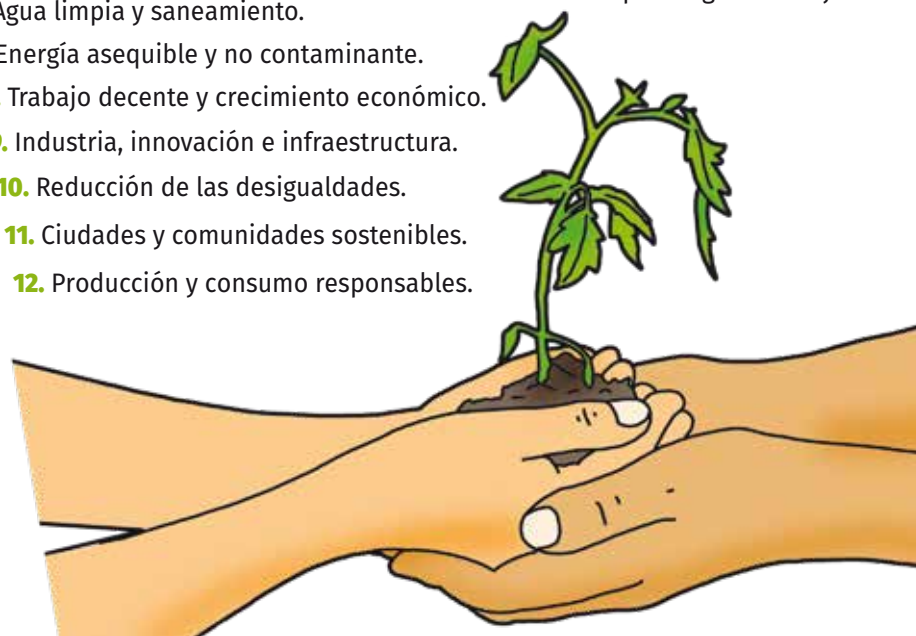 Agua limpia y saneamiento.
Energía asequible y no contaminante.
Trabajo decente y crecimiento económico.
9. Industria, innovación e infraestructura.
10. Reducción de las desigualdades.
11. Ciudades y comunidades sostenibles.
12. Producción y consumo responsables.